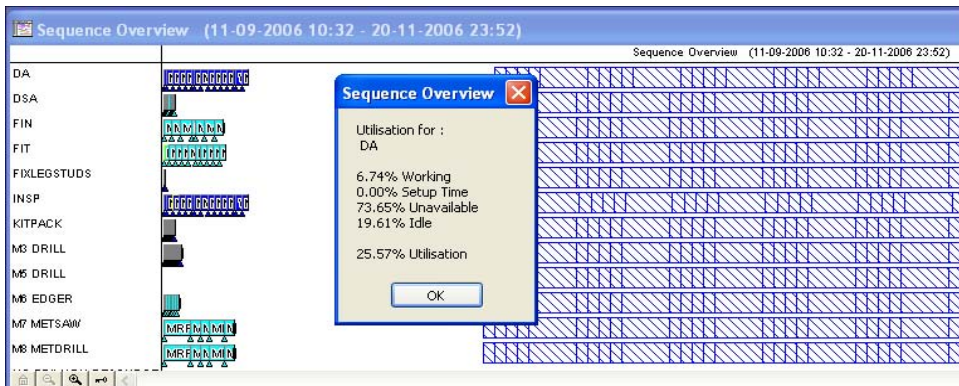 Sequence Overview (11-09-2006 10:32 - 20-11-2006 23:52)
Sequence Overview (11-09-2006 10:32 - 20-11-2006 23:52)
DA
DSA
FIN
FIT
FIXLEGSTUDS
INSP
KITPACK
M3 DRILL
M5 DRILL
M6 EDGER
M7 METSAW
M8 METDRILL
Sequence Overview
Utilisation for :
DA
6.74% Working
0.00% Setup Time
73.65% Unavailable
19.61% Idle
25.57% Utilisation
OK